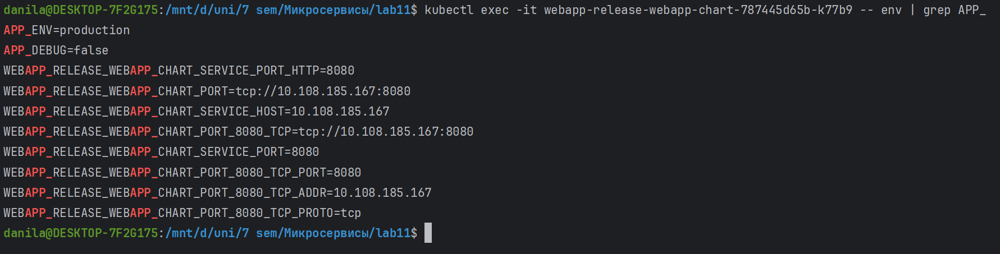 danila@DESKTOP-7F2G175:/mnt/d/uni/7 sem/Микросервисы/lab11$ kubectl exec -it webapp-release-webapp-chart-787445d65b-k77b9 -- env | grep APP_
APP_ENV=production
APP_DEBUG=false
WEBAPP_RELEASE_WEBAPP_CHART_SERVICE_PORT_HTTP=8080
WEBAPP_RELEASE_WEBAPP_CHART_PORT=tcp://10.108.185.167:8080
WEBAPP_RELEASE_WEBAPP_CHART_SERVICE_HOST=10.108.185.167
WEBAPP_RELEASE_WEBAPP_CHART_PORT_8080_TCP=tcp://10.108.185.167:8080
WEBAPP_RELEASE_WEBAPP_CHART_SERVICE_PORT=8080
WEBAPP_RELEASE_WEBAPP_CHART_PORT_8080_TCP_PORT=8080
WEBAPP_RELEASE_WEBAPP_CHART_PORT_8080_TCP_ADDR=10.108.185.167
WEBAPP_RELEASE_WEBAPP_CHART_PORT_8080_TCP_PROTO=tcp
danila@DESKTOP-7F2G175:/mnt/d/uni/7 sem/Микросервисы/lab11$